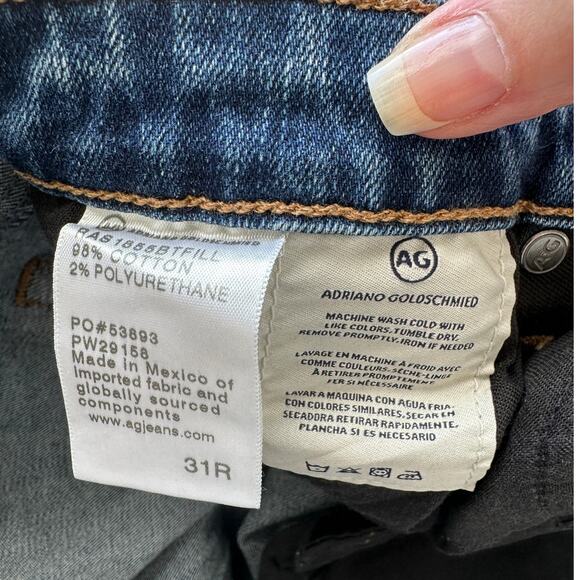 RAS1855BTFILL
98% COTTON
2% POLYURETHANE
PO#53893
PW29158
Made in Mexico of
Imported fabric and
globally sourced
components
www.agjeans.com
31R
AG
ADRIANO GOLDSCHMIED
MACHINE WASH COLD WITH
LIKE COLORS, TUMBLE DRY.
REMOVE PROMPTLY, IRON IF NEEDED
LAVAGE EN MACHINE A FROID AVEC
COMME COULEURS, SÈCHE-LINGE
À RETIRER PROMPTEMENT
FER SI NÉCESSAIRE
LAVAR A MAQUINA CON AGUA FRIA,
CON COLORES SIMILARES, SECAR EN
SECADORA RETIRAR RAPIDAMENTE,
PLANCHA SI ES NECESARIO
AG